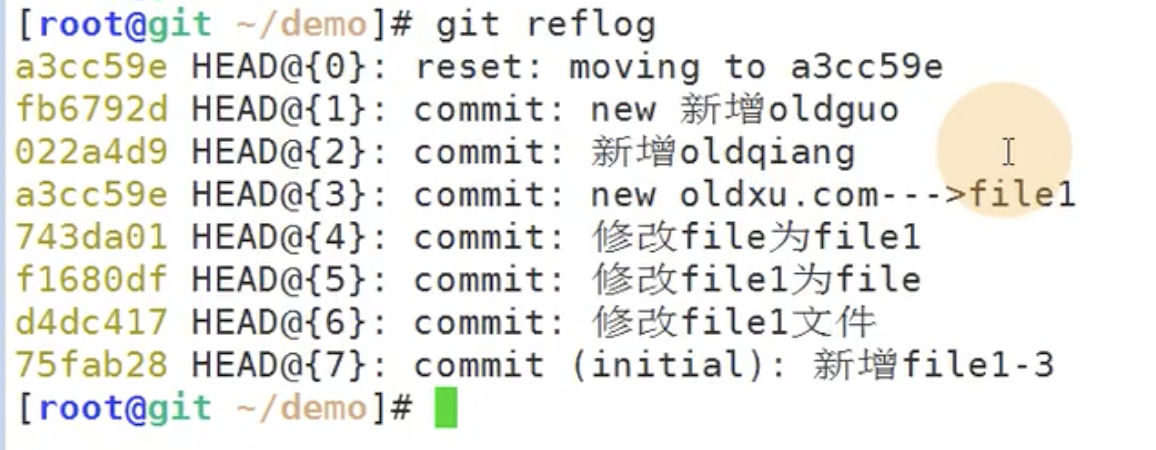 [root@git ~/demo]# git reflog
a3cc59e HEAD@{0}: reset: moving to a3cc59e
fb6792d HEAD@{1}: commit: new 新增oldguo
022a4d9 HEAD@{2}: commit: 新增oldqiang
a3cc59e HEAD@{3}: commit: new oldxu.com--->file1
743da01 HEAD@{4}: commit: 修改file为file1
f1680df HEAD@{5}: commit: 修改file1为file
d4dc417 HEAD@{6}: commit: 修改file1文件
75fab28 HEAD@{7}: commit (initial): 新增file1-3
[root@git ~/demo]#